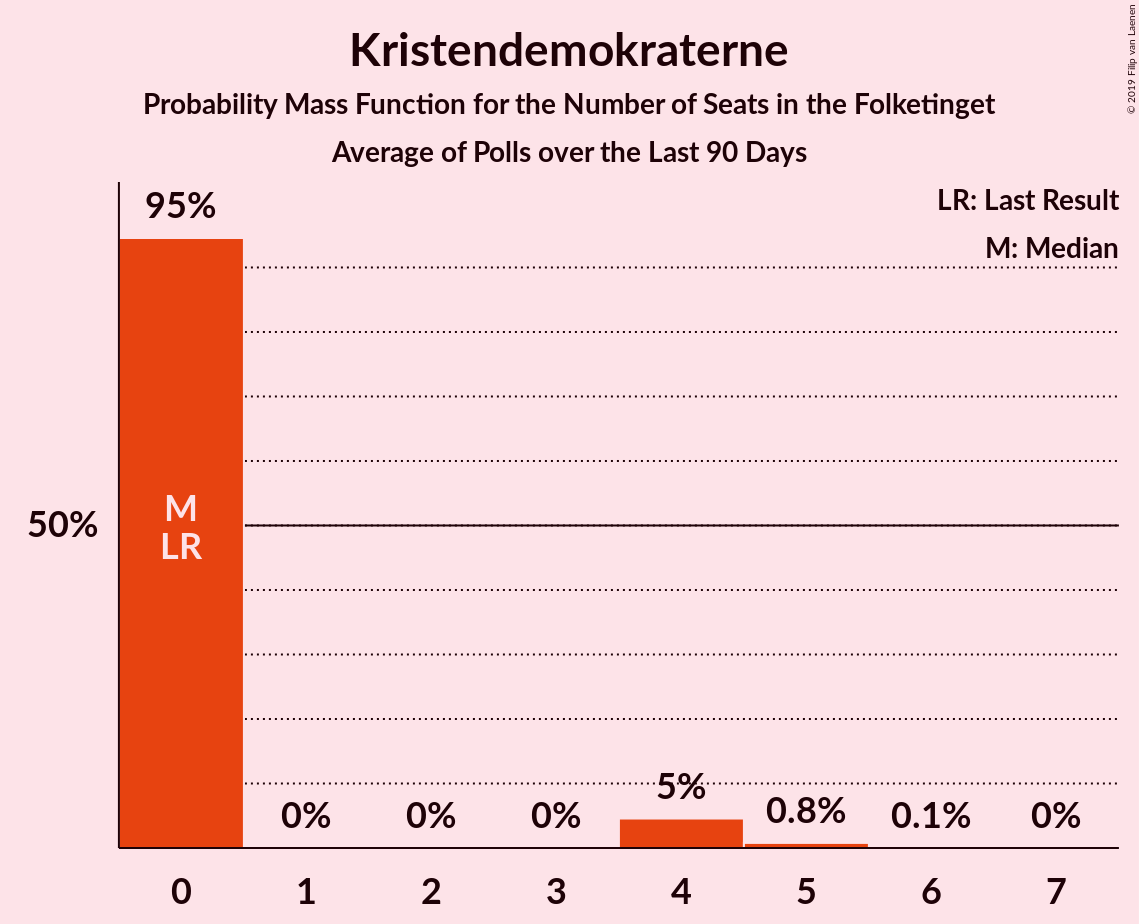 Kristendemokraterne
Probability Mass Function for the Number of Seats in the Folketinget
Average of Polls over the Last 90 Days
© 2019 Filip van Laenen
LR: Last Result
M: Median
95%
50%
M
LR
0%
0%
0%
5%
0.8%
0.1%
0%
0
1
2
3
4
5
6
7